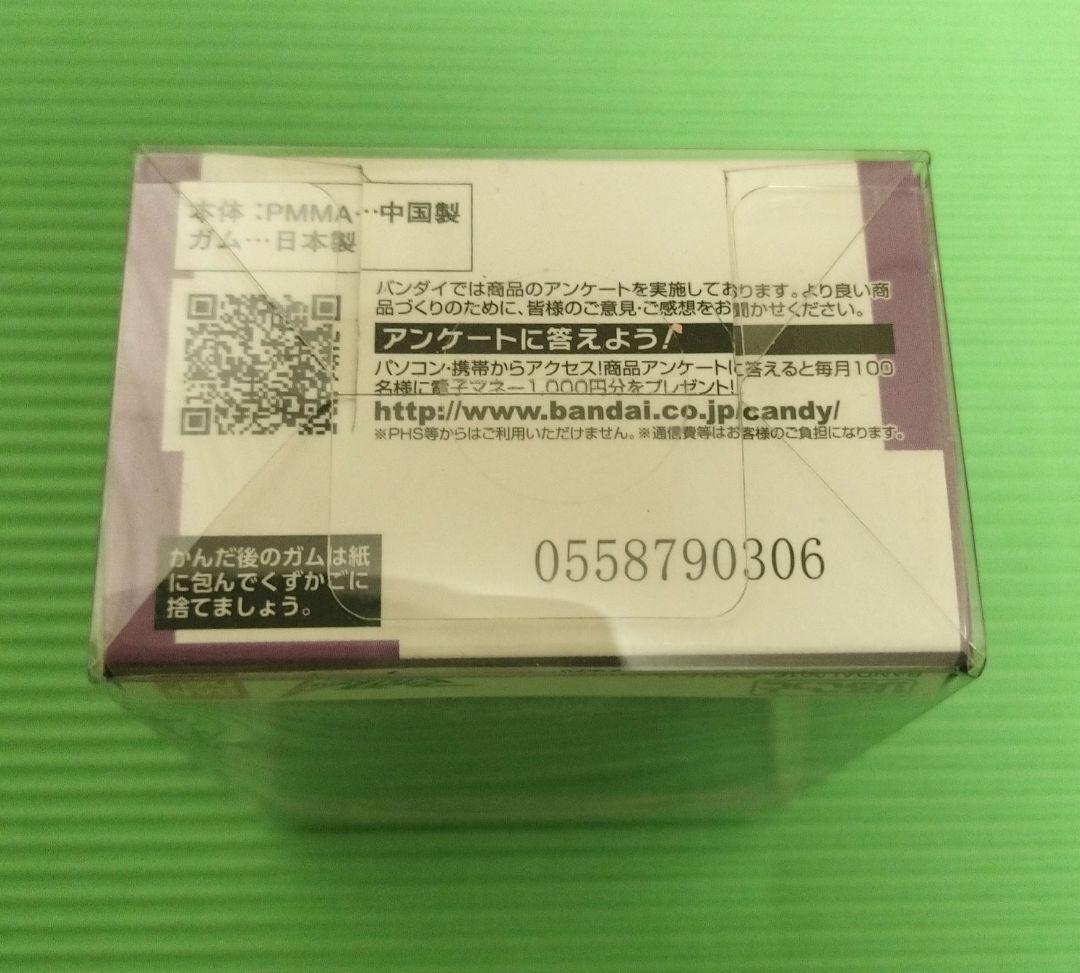 本体：PMMA…中国製
ガム…日本製
バンダイでは商品のアンケートを実施しております。より良い商
品づくりのために、皆様のご意見・ご感想をお聞かせください。
アンケートに答えよう！
パソコン・携帯からアクセス！商品アンケートに答えると毎月100
名様に電子マネー1,000円分をプレゼント！
http://www.bandai.co.jp/candy/
※PHS等からはご利用いただけません。※通信費等はお客様のご負担になります。
かんだ後のガムは紙
に包んでくずかごに
捨てましょう。
0558790306